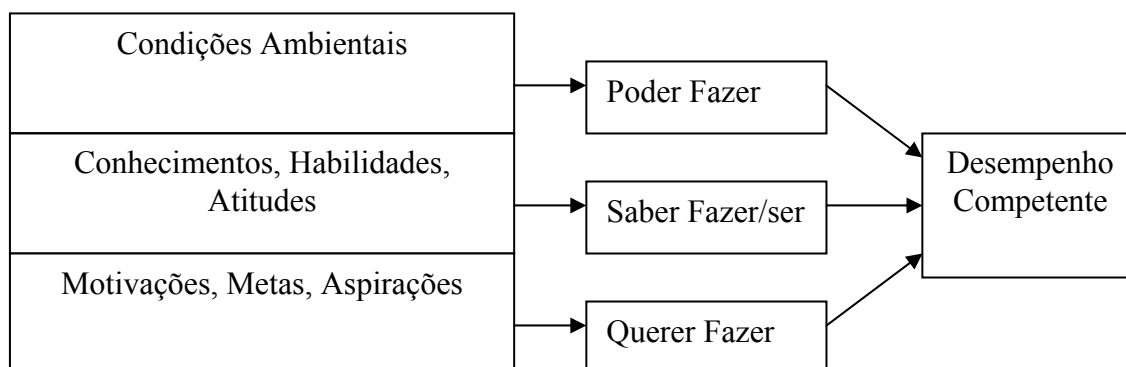 Condições Ambientais
Poder Fazer
Conhecimentos, Habilidades,
Atitudes
Saber Fazer/ser
Desempenho
Competente
Motivações, Metas, Aspirações
Querer Fazer